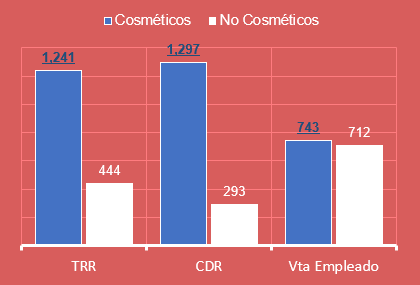 Cosméticos No Cosméticos
1,241 1,297
743 712
444
293
TRR CDR Vta Empleado